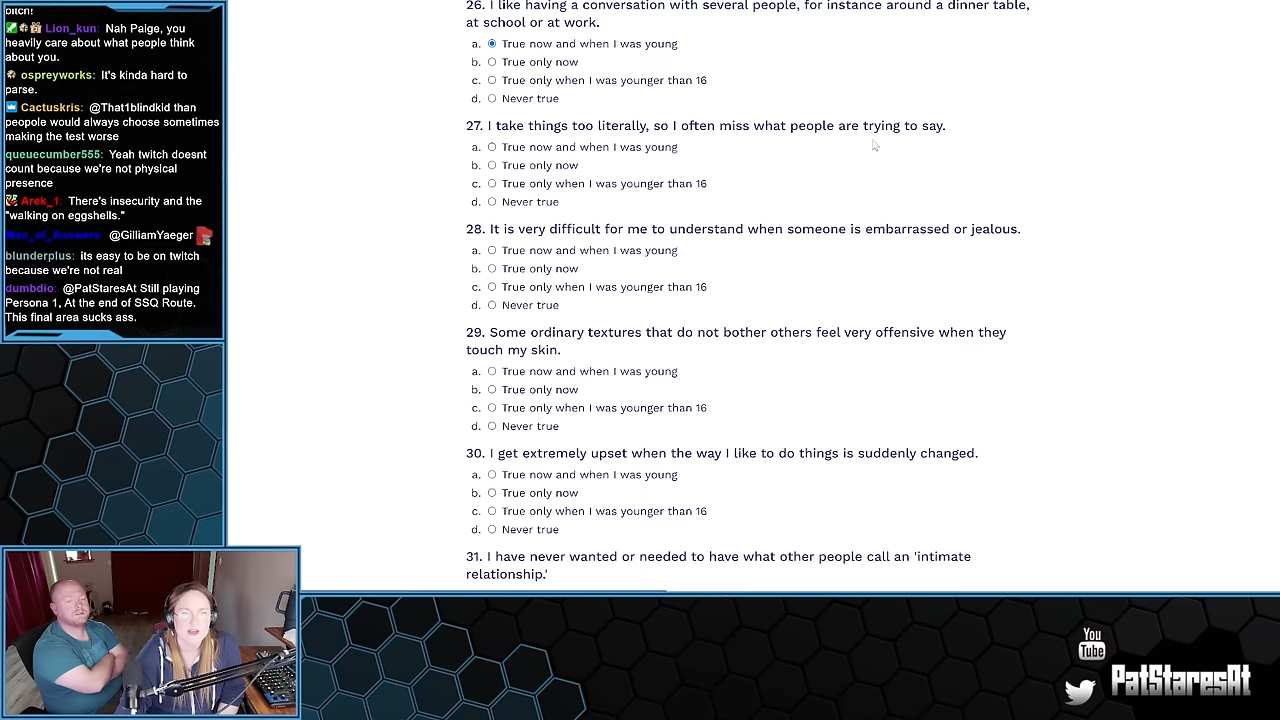 bitch!
Lion_kun: Nah Paige, you
heavily care about what people think
about you.
ospreyworks: It's kinda hard to
parse.
Cactuskris: @That1blindkid than
peopole would always choose sometimes
making the test worse
queuecumber555: Yeah twitch doesnt
count because we're not physical
presence
Arek_1: There's insecurity and the
"walking on eggshells."
Man_of_Answers: @GilliamYaeger
blunderplus: its easy to be on twitch
because we're not real
dumbdio: @PatStaresAt Still playing
Persona 1, At the end of SSQ Route.
This final area sucks ass.
26. I like having a conversation with several people, for instance around a dinner table,
at school or at work.
a. True now and when I was young
b. True only now
c. True only when I was younger than 16
d. Never true
27. I take things too literally, so I often miss what people are trying to say.
a. True now and when I was young
b. True only now
c. True only when I was younger than 16
d. Never true
28. It is very difficult for me to understand when someone is embarrassed or jealous.
a. True now and when I was young
b. True only now
c. True only when I was younger than 16
d. Never true
29. Some ordinary textures that do not bother others feel very offensive when they
touch my skin.
a. True now and when I was young
b. True only now
c. True only when I was younger than 16
d. Never true
30. I get extremely upset when the way I like to do things is suddenly changed.
a. True now and when I was young
b. True only now
c. True only when I was younger than 16
d. Never true
31. I have never wanted or needed to have what other people call an 'intimate
relationship.'
You
Tube
PatStaresAt